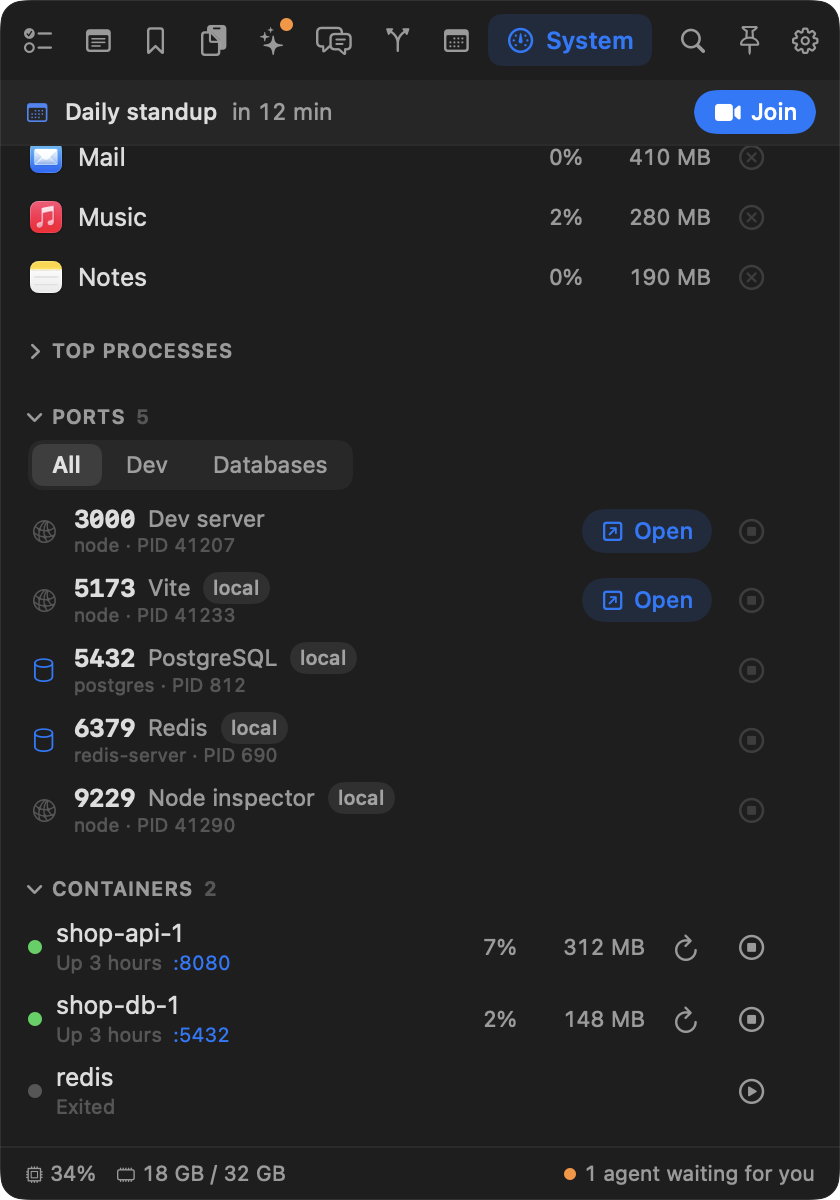 System
Daily standup in 12 min Join
Mail 0% 410 MB
Music 2% 280 MB
Notes 0% 190 MB
TOP PROCESSES
PORTS 5
All Dev Databases
3000 Dev server Open
node · PID 41207
5173 Vite local Open
node · PID 41233
5432 PostgreSQL local
postgres · PID 812
6379 Redis local
redis-server · PID 690
9229 Node inspector local
node · PID 41290
CONTAINERS 2
shop-api-1 7% 312 MB
Up 3 hours :8080
shop-db-1 2% 148 MB
Up 3 hours :5432
redis
Exited
34% 18 GB / 32 GB 1 agent waiting for you